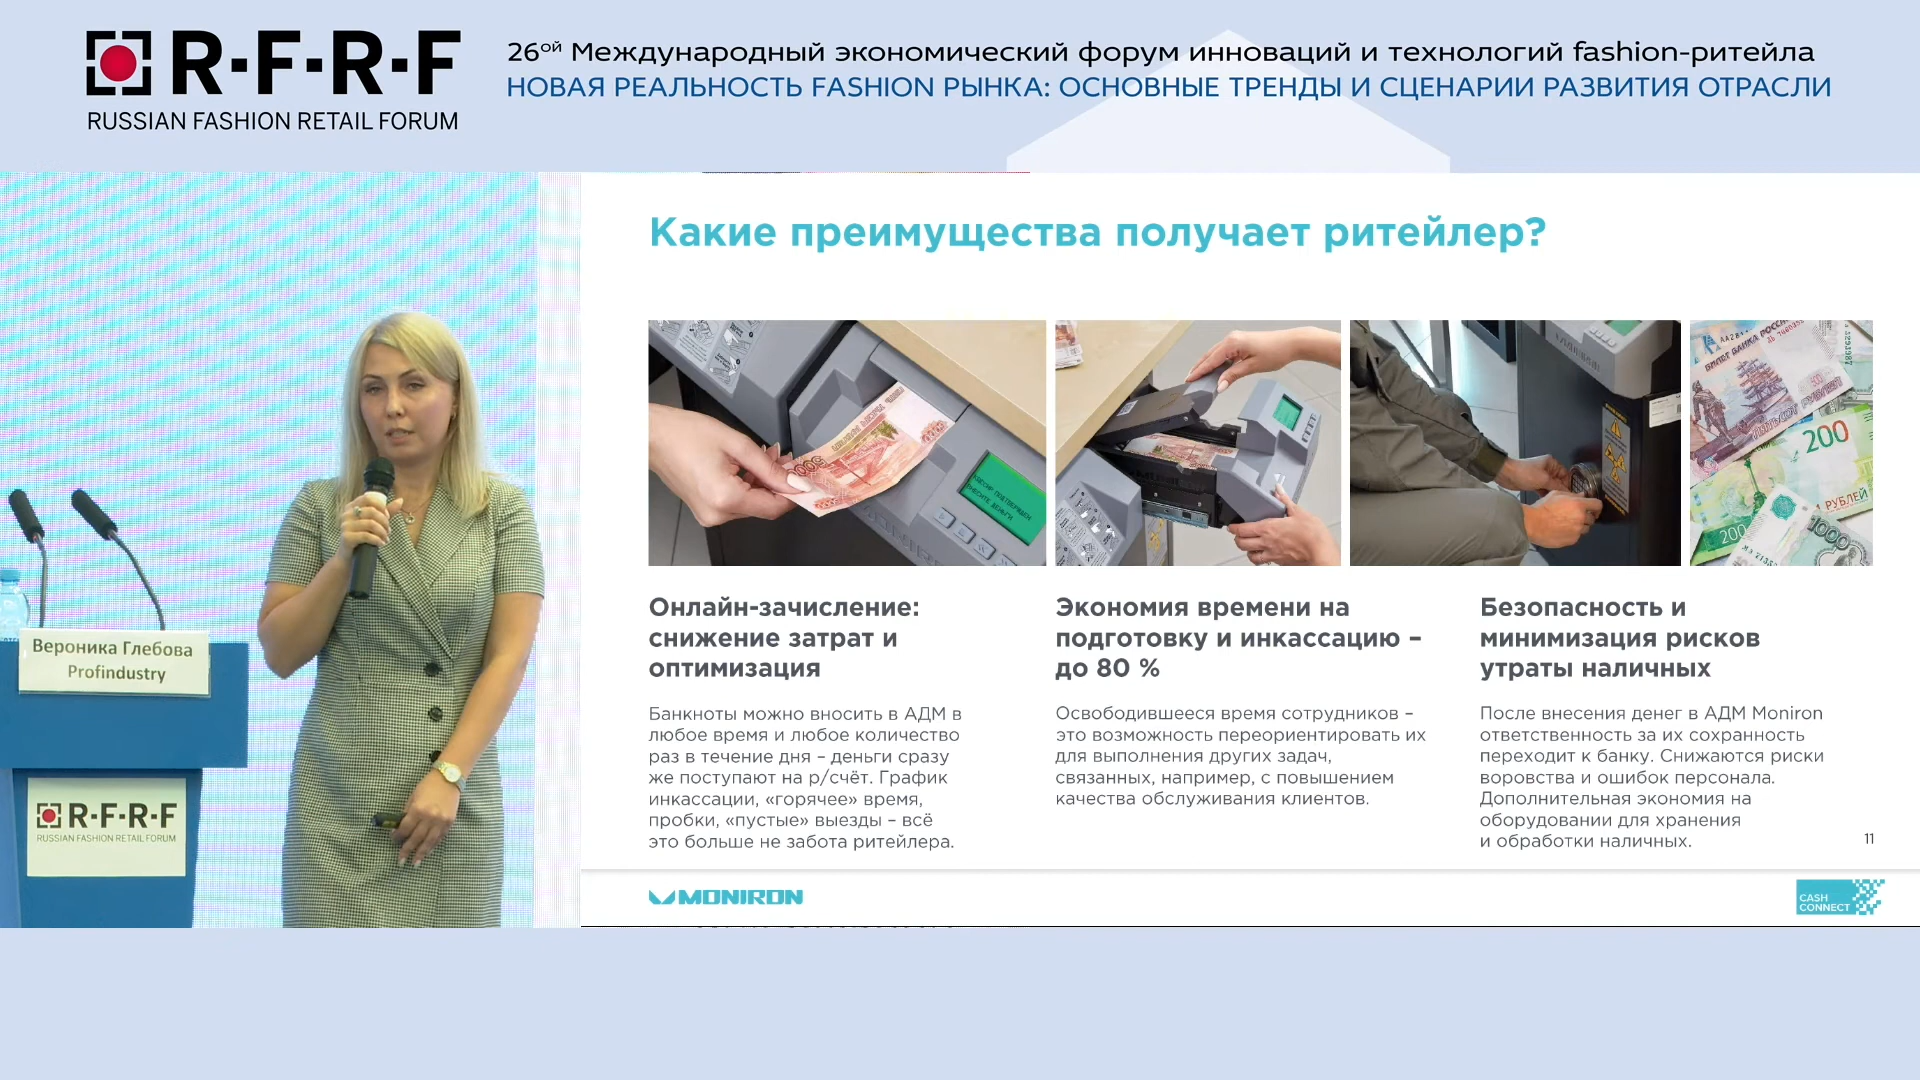 R·F·R·F
RUSSIAN FASHION RETAIL FORUM
26ой Международный экономический форум инноваций и технологий fashion-ритейла
НОВАЯ РЕАЛЬНОСТЬ FASHION РЫНКА: ОСНОВНЫЕ ТРЕНДЫ И СЦЕНАРИИ РАЗВИТИЯ ОТРАСЛИ
Вероника Глебова
Profindustry
R·F·R·F
RUSSIAN FASHION RETAIL FORUM
Какие преимущества получает ритейлер?
5000
200
РУБЛЕЙ
200
1000
Онлайн-зачисление:
снижение затрат и
оптимизация
Банкноты можно вносить в АДМ в
любое время и любое количество
раз в течение дня – деньги сразу
же поступают на р/счёт. График
инкассации, «горячее» время,
пробки, «пустые» выезды – всё
это больше не забота ритейлера.
Экономия времени на
подготовку и инкассацию –
до 80 %
Освободившееся время сотрудников –
это возможность переориентировать их
для выполнения других задач,
связанных, например, с повышением
качества обслуживания клиентов.
Безопасность и
минимизация рисков
утраты наличных
После внесения денег в АДМ Moniron
ответственность за их сохранность
переходит к банку. Снижаются риски
воровства и ошибок персонала.
Дополнительная экономия на
оборудовании для хранения
и обработки наличных.
11
MONIRON
CASH
CONNECT